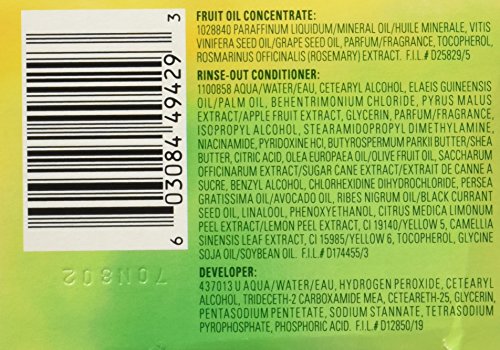 FRUIT OIL CONCENTRATE:
1028840 PARAFFINUM LIQUIDUM/MINERAL OIL/HUILE MINERALE, VITIS
VINIFERA SEED OIL/GRAPE SEED OIL, PARFUM/FRAGRANCE, TOCOPHEROL,
ROSMARINUS OFFICINALIS (ROSEMARY) EXTRACT. F.I.L.# D25829/5
RINSE-OUT CONDITIONER:
1100858 AQUA/WATER/EAU, CETEARYL ALCOHOL, ELAEIS GUINEENSIS
OIL/PALM OIL, BEHENTRIMONIUM CHLORIDE, PYRUS MALUS
EXTRACT/APPLE FRUIT EXTRACT, GLYCERIN, PARFUM/FRAGRANCE,
ISOPROPYL ALCOHOL, STEARAMIDOPROPYL DIMETHYLAMINE,
NIACINAMIDE, PYRIDOXINE HCI, BUTYROSPERMUM PARKII BUTTER/SHEA
BUTTER, CITRIC ACID, OLEA EUROPAEA OIL/OLIVE FRUIT OIL, SACCHARUM
OFFICINARUM EXTRACT/SUGAR CANE EXTRACT/EXTRAIT DE CANNE A
SUCRE, BENZYL ALCOHOL, CHLORHEXIDINE DIHYDROCHLORIDE, PERSEA
GRATISSIMA OIL/AVOCADO OIL, RIBES NIGRUM OIL/BLACK CURRANT
SEED OIL, LINALOOL, PHENOXYETHANOL, CITRUS MEDICA LIMONUM
PEEL EXTRACT/LEMON PEEL EXTRACT, CI 19140/YELLOW 5, CAMELLIA
SINENSIS LEAF EXTRACT, CI 15985/YELLOW 6, TOCOPHEROL, GLYCINE
SOJA OIL/SOYBEAN OIL. F.I.L.# D174455/3
DEVELOPER:
437013 U AQUA/WATER/EAU, HYDROGEN PEROXIDE, CETEARYL
ALCOHOL, TRIDECETH-2 CARBOXAMIDE MEA, CETEARETH-25, GLYCERIN,
PENTASODIUM PENTETATE, SODIUM STANNATE, TETRASODIUM
PYROPHOSPHATE, PHOSPHORIC ACID. F.I.L.# D12850/19
6 03084 49429 3
70N802